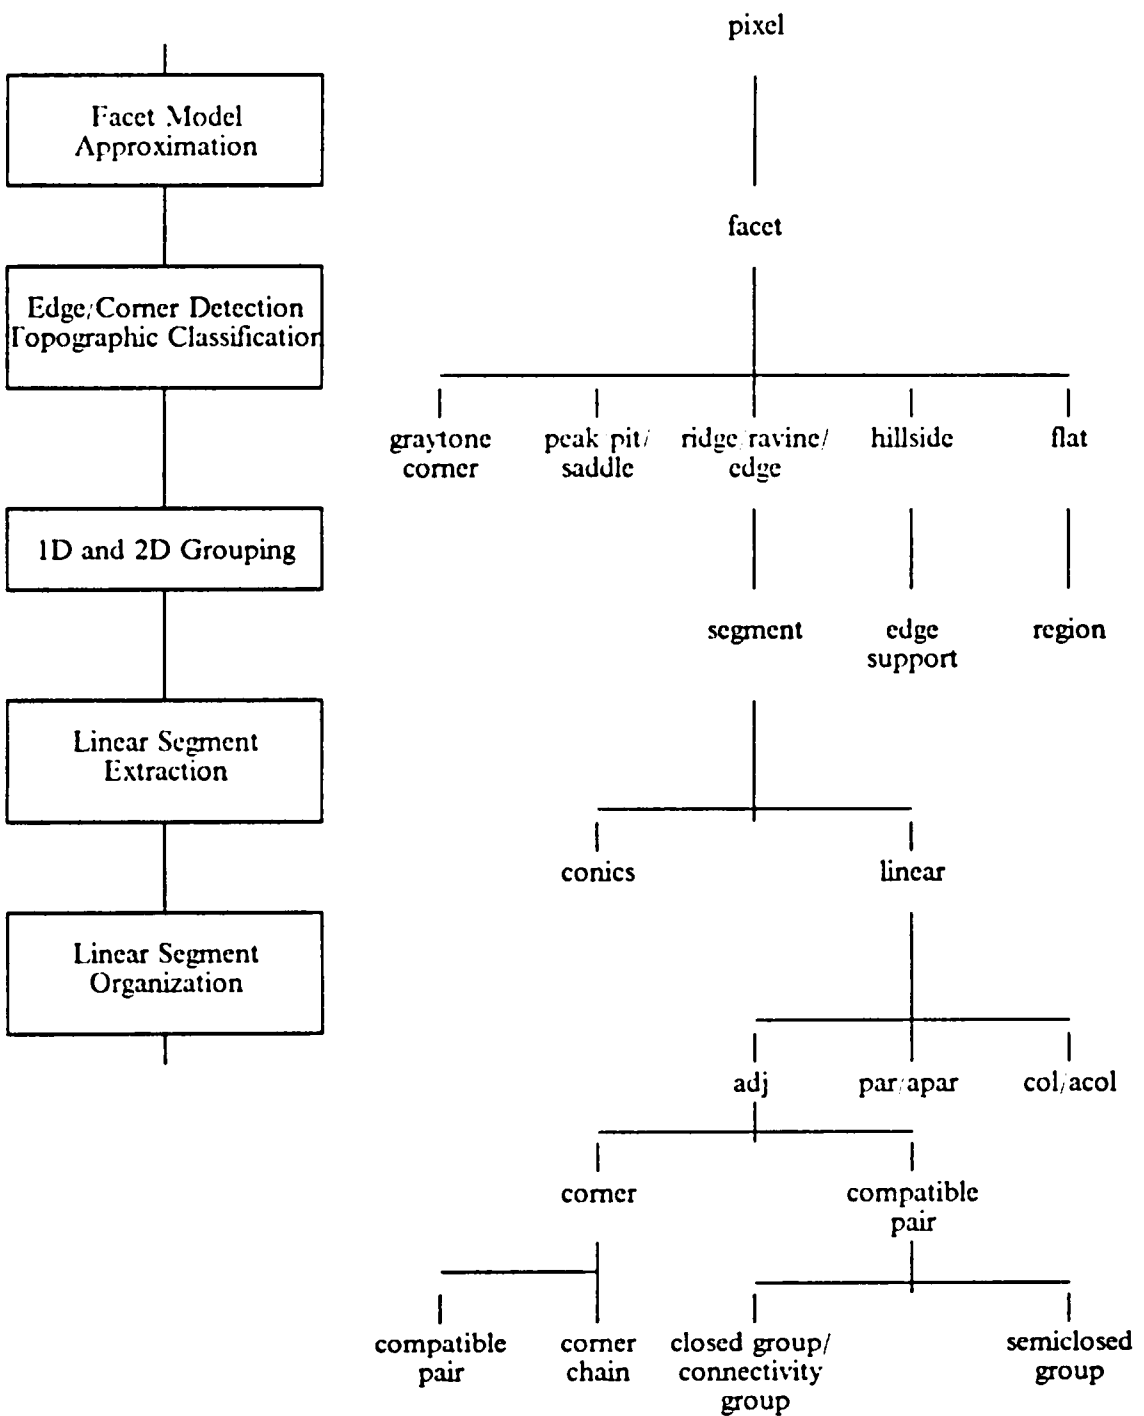 pixel
Facet Model
Approximation
facet
Edge/Corner Detection
Topographic Classification
graytone
corner
peak pit/
saddle
ridge/ravine/
edge
hillside
flat
1D and 2D Grouping
segment
edge
support
region
Linear Segment
Extraction
conics
linear
Linear Segment
Organization
adj
par/apar
col/acol
corner
compatible
pair
compatible
pair
corner
chain
closed group/
connectivity
group
semiclosed
group